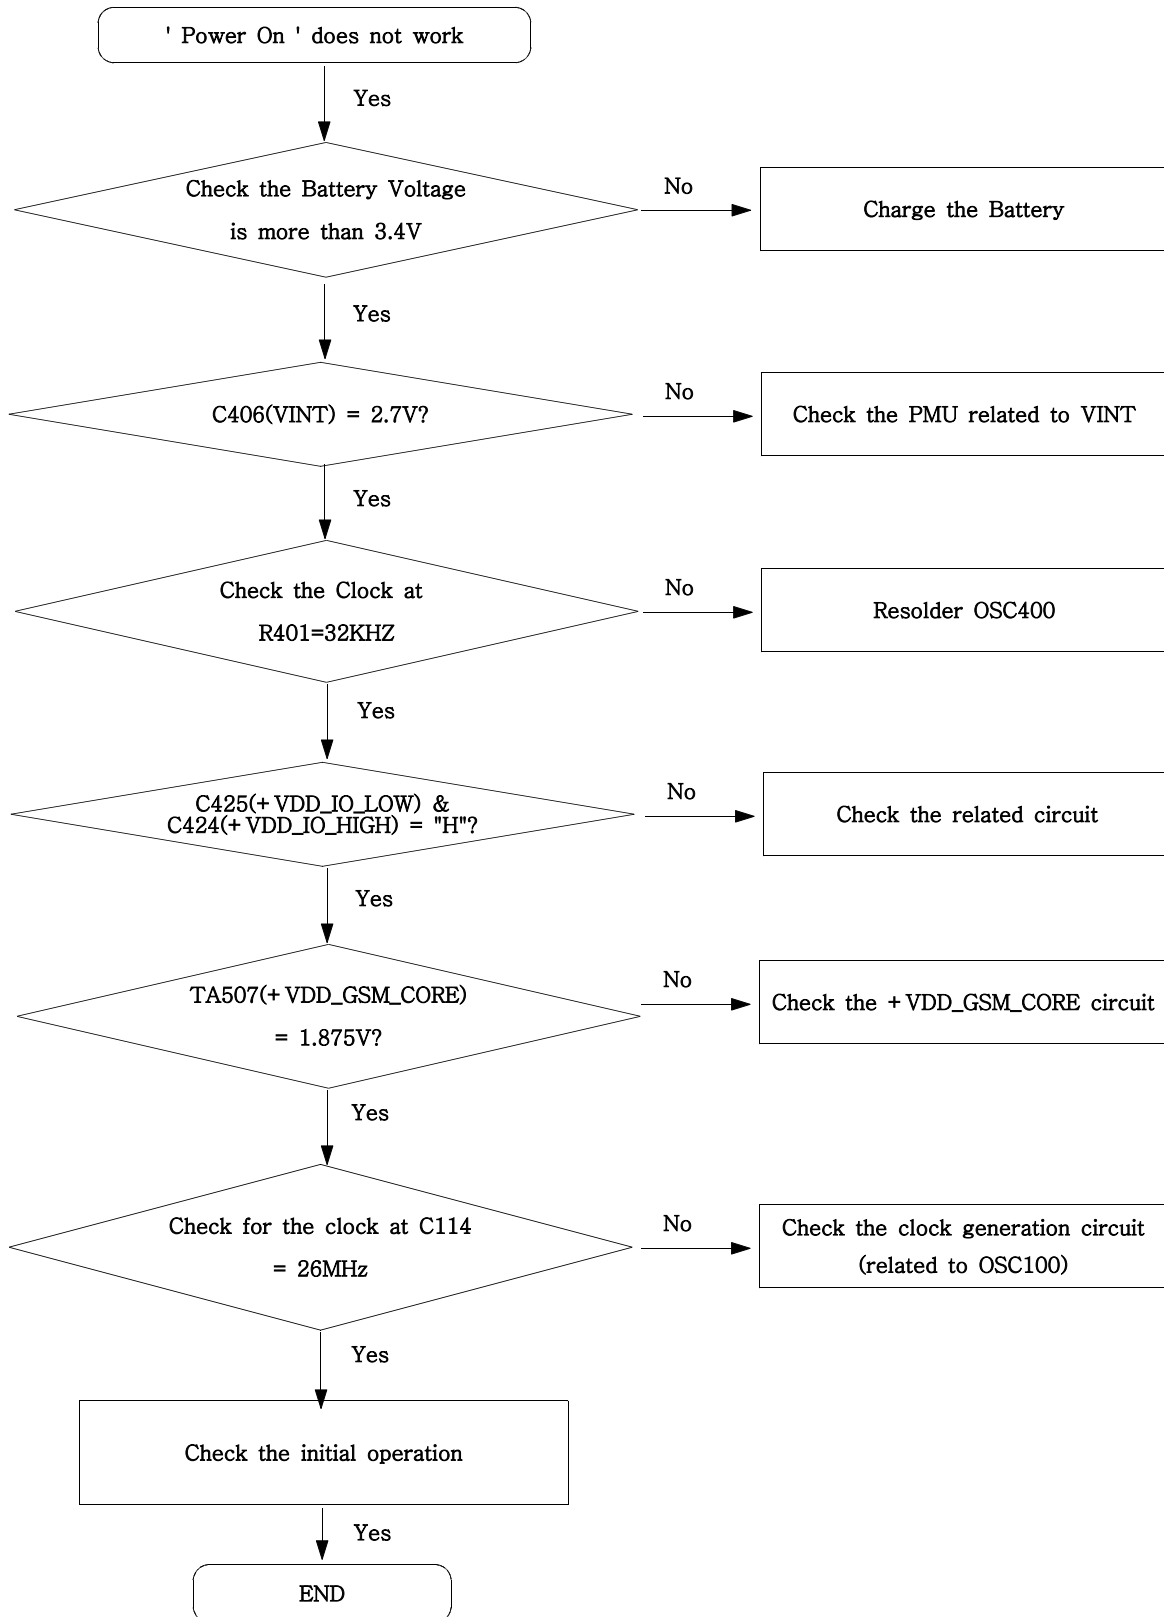 ' Power On ' does not work
Yes
Check the Battery Voltage
is more than 3.4V
No
Charge the Battery
Yes
C406(VINT) = 2.7V?
No
Check the PMU related to VINT
Yes
Check the Clock at
R401=32KHZ
No
Resolder OSC400
Yes
C425(+VDD_IO_LOW) &
C424(+VDD_IO_HIGH) = "H"?
No
Check the related circuit
Yes
TA507(+VDD_GSM_CORE)
= 1.875V?
No
Check the +VDD_GSM_CORE circuit
Yes
Check for the clock at C114
= 26MHz
No
Check the clock generation circuit
(related to OSC100)
Yes
Check the initial operation
Yes
END